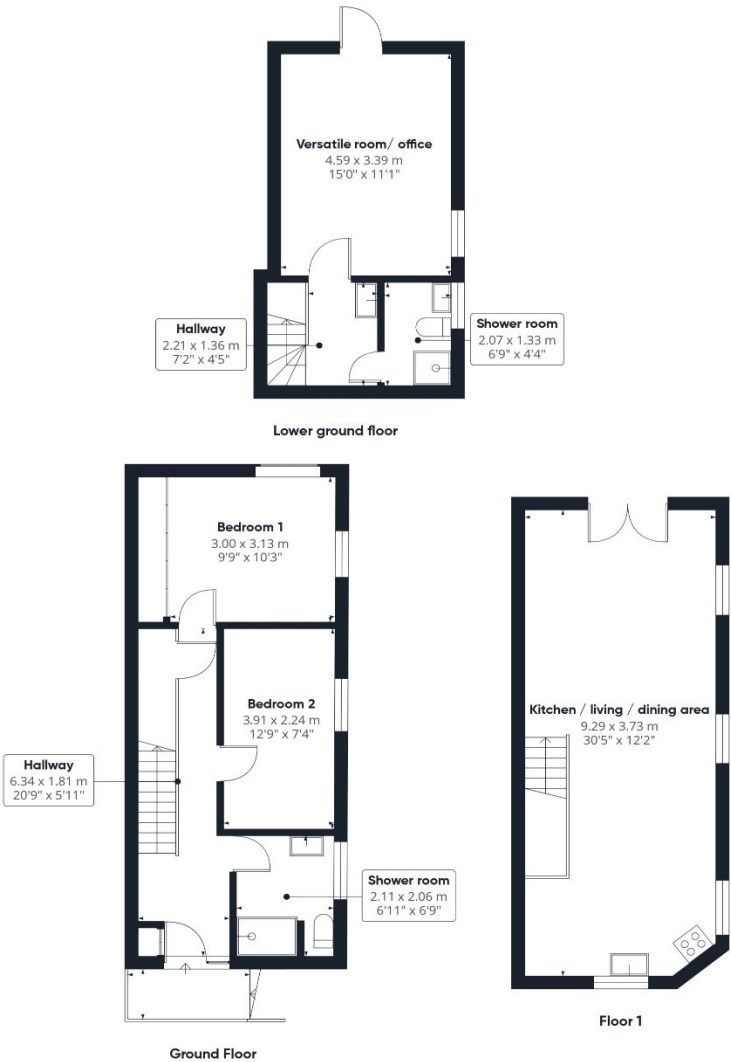 Versatile room/ office
4.59 x 3.39 m
15'0" x 11'1"
Hallway
2.21 x 1.36 m
7'2" x 4'5"
Shower room
2.07 x 1.33 m
6'9" x 4'4"
Lower ground floor
Bedroom 1
3.00 x 3.13 m
9'9" x 10'3"
Bedroom 2
3.91 x 2.24 m
12'9" x 7'4"
Hallway
6.34 x 1.81 m
20'9" x 5'11"
Shower room
2.11 x 2.06 m
6'11" x 6'9"
Ground Floor
Kitchen / living / dining area
9.29 x 3.73 m
30'5" x 12'2"
Floor 1